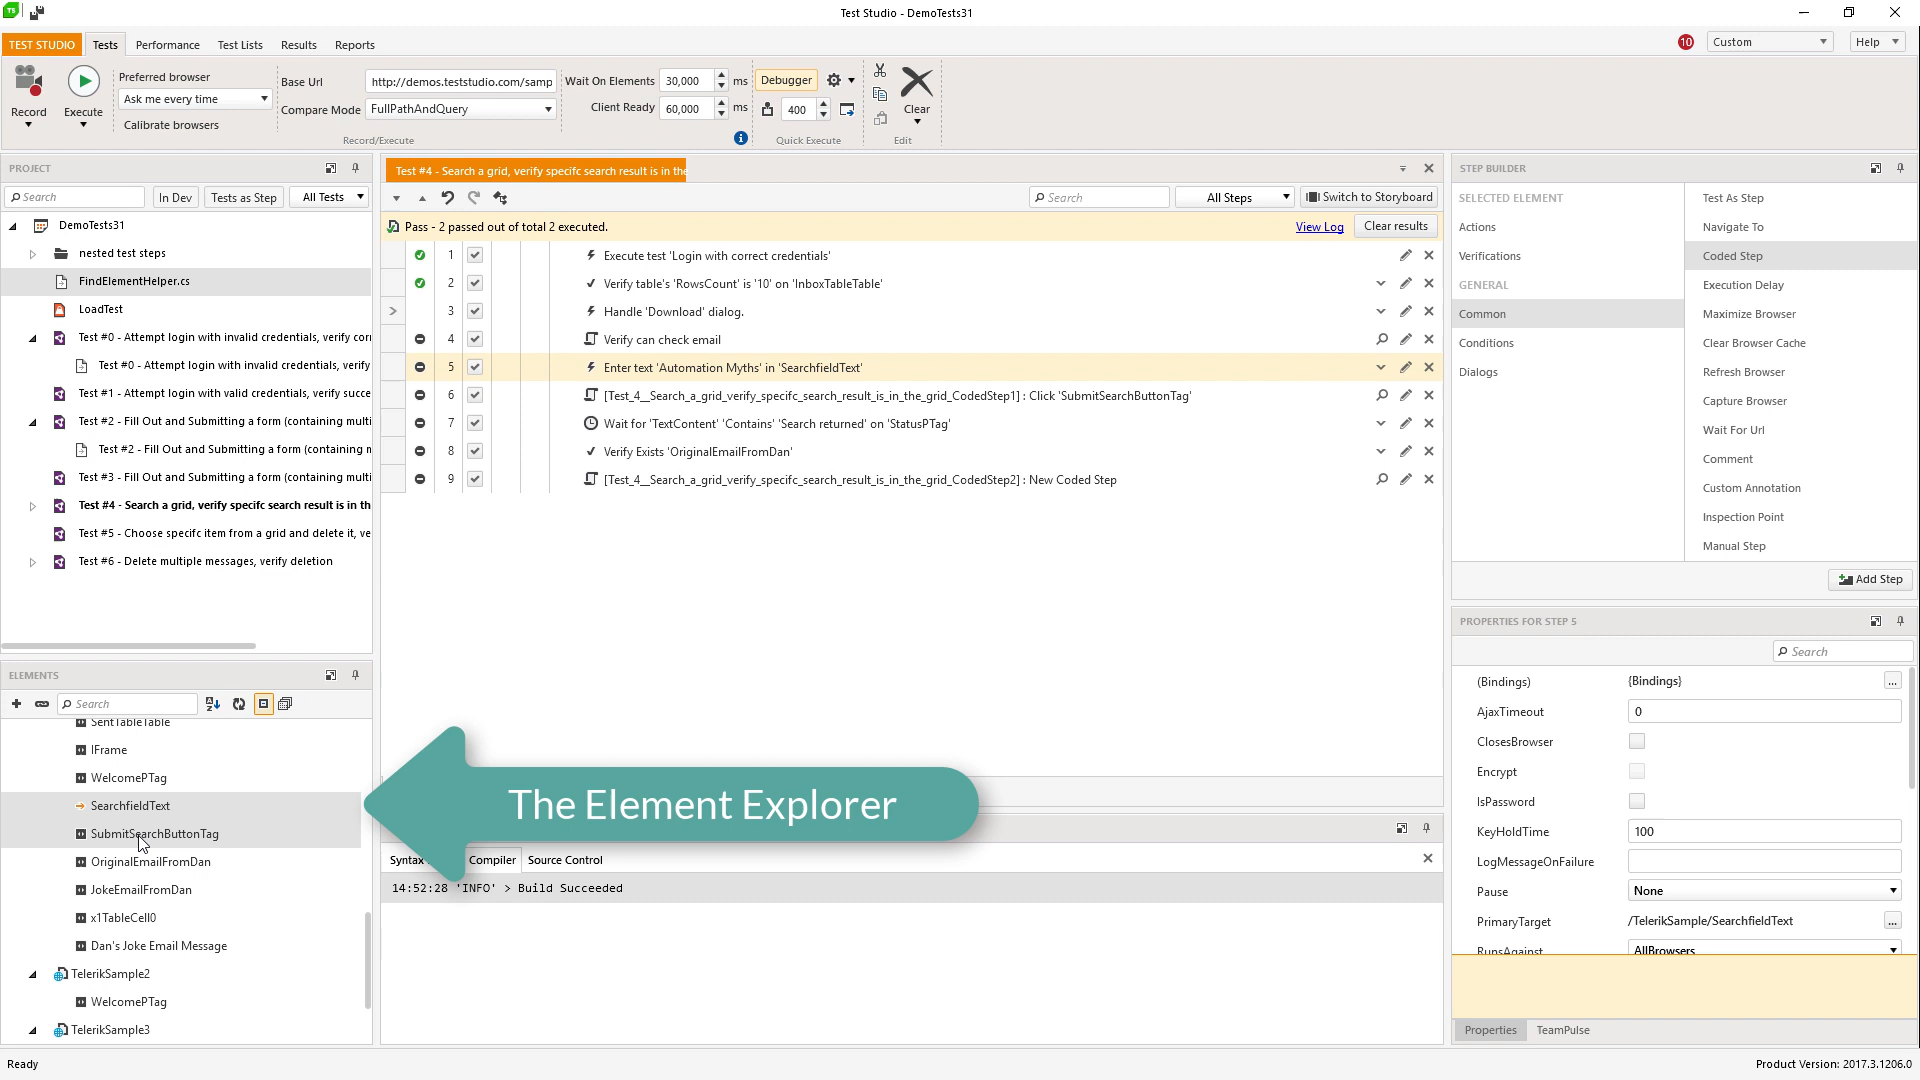 TS
Test Studio - DemoTests31
TEST STUDIO
Tests
Performance
Test Lists
Results
Reports
10
Custom
Help
Record
Execute
Preferred browser
Ask me every time
Calibrate browsers
Base Url
http://demos.teststudio.com/samp
Compare Mode
FullPathAndQuery
Record/Execute
Wait On Elements
30,000
ms
Client Ready
60,000
ms
Debugger
400
Quick Execute
Clear
Edit
PROJECT
Search
In Dev
Tests as Step
All Tests
DemoTests31
nested test steps
FindElementHelper.cs
LoadTest
Test #0 - Attempt login with invalid credentials, verify corr
Test #0 - Attempt login with invalid credentials, verify
Test #1 - Attempt login with valid credentials, verify succe
Test #2 - Fill Out and Submitting a form (containing multi
Test #2 - Fill Out and Submitting a form (containing
Test #3 - Fill Out and Submitting a form (containing multi
Test #4 - Search a grid, verify specifc search result is in th
Test #5 - Choose specifc item from a grid and delete it, ve
Test #6 - Delete multiple messages, verify deletion
ELEMENTS
Search
SentTableTable
IFrame
WelcomePTag
SearchfieldText
SubmitSearchButtonTag
OriginalEmailFromDan
JokeEmailFromDan
x1TableCell0
Dan's Joke Email Message
TelerikSample2
WelcomePTag
TelerikSample3
Test #4 - Search a grid, verify specifc search result is in the
Search
All Steps
Switch to Storyboard
Pass - 2 passed out of total 2 executed.
View Log
Clear results
1 Execute test 'Login with correct credentials'
2 Verify table's 'RowsCount' is '10' on 'InboxTableTable'
3 Handle 'Download' dialog.
4 Verify can check email
5 Enter text 'Automation Myths' in 'SearchfieldText'
6 [Test_4__Search_a_grid_verify_specifc_search_result_is_in_the_grid_CodedStep1] : Click 'SubmitSearchButtonTag'
7 Wait for 'TextContent' 'Contains' 'Search returned' on 'StatusPTag'
8 Verify Exists 'OriginalEmailFromDan'
9 [Test_4__Search_a_grid_verify_specifc_search_result_is_in_the_grid_CodedStep2] : New Coded Step
The Element Explorer
Syntax
Compiler
Source Control
14:52:28 'INFO' > Build Succeeded
STEP BUILDER
SELECTED ELEMENT
Actions
Verifications
GENERAL
Common
Conditions
Dialogs
Test As Step
Navigate To
Coded Step
Execution Delay
Maximize Browser
Clear Browser Cache
Refresh Browser
Capture Browser
Wait For Url
Comment
Custom Annotation
Inspection Point
Manual Step
Add Step
PROPERTIES FOR STEP 5
Search
(Bindings) {Bindings} ...
AjaxTimeout 0
ClosesBrowser
Encrypt
IsPassword
KeyHoldTime 100
LogMessageOnFailure
Pause None
PrimaryTarget /TelerikSample/SearchfieldText ...
RunsAgainst AllBrowsers
Properties
TeamPulse
Ready
Product Version: 2017.3.1206.0